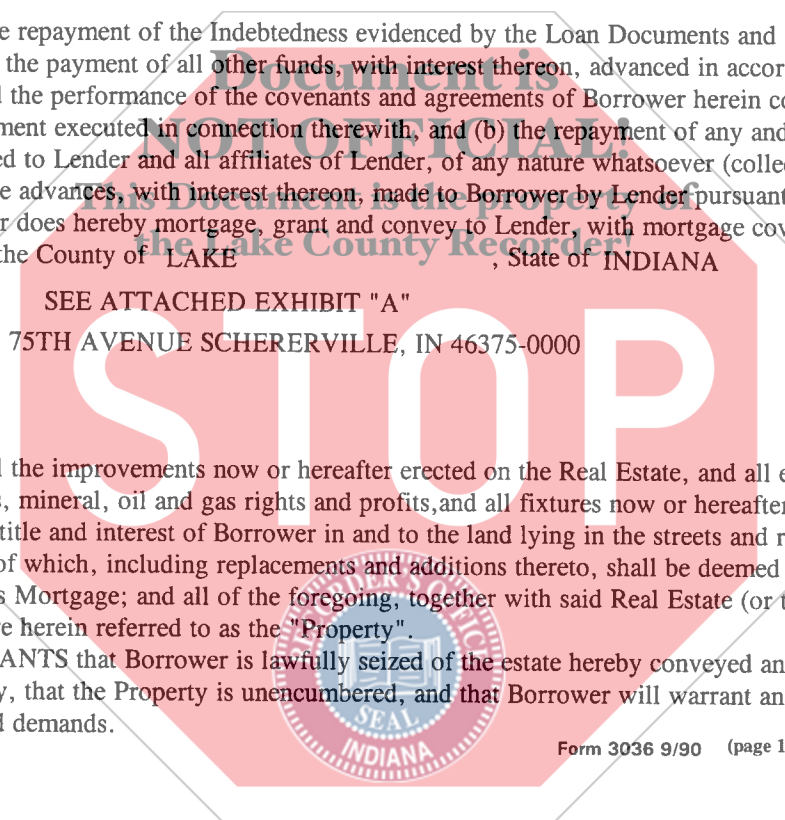 e repayment of the Indebtedness evidenced by the Loan Documents and
the payment of all other funds, with interest thereon, advanced in accor
Document is
l the performance of the covenants and agreements of Borrower herein co
ment executed in connection therewith, and (b) the repayment of any and
NOT OFFICIAL!
ed to Lender and all affiliates of Lender, of any nature whatsoever (collec
e advances, with interest thereon, made to Borrower by Lender pursuant
This Document is the property of
r does hereby mortgage, grant and convey to Lender, with mortgage cov
the Lake County Recorder!
the County of LAKE , State of INDIANA
SEE ATTACHED EXHIBIT "A"
75TH AVENUE SCHERERVILLE, IN 46375-0000
STOP
l the improvements now or hereafter erected on the Real Estate, and all e
s, mineral, oil and gas rights and profits,and all fixtures now or hereafter
title and interest of Borrower in and to the land lying in the streets and r
of which, including replacements and additions thereto, shall be deemed
s Mortgage; and all of the foregoing, together with said Real Estate (or t
re herein referred to as the "Property".
ANTS that Borrower is lawfully seized of the estate hereby conveyed an
y, that the Property is unencumbered, and that Borrower will warrant an
d demands.
RECORDER'S OFFICE
SEAL
INDIANA
Form 3036 9/90 (page 1